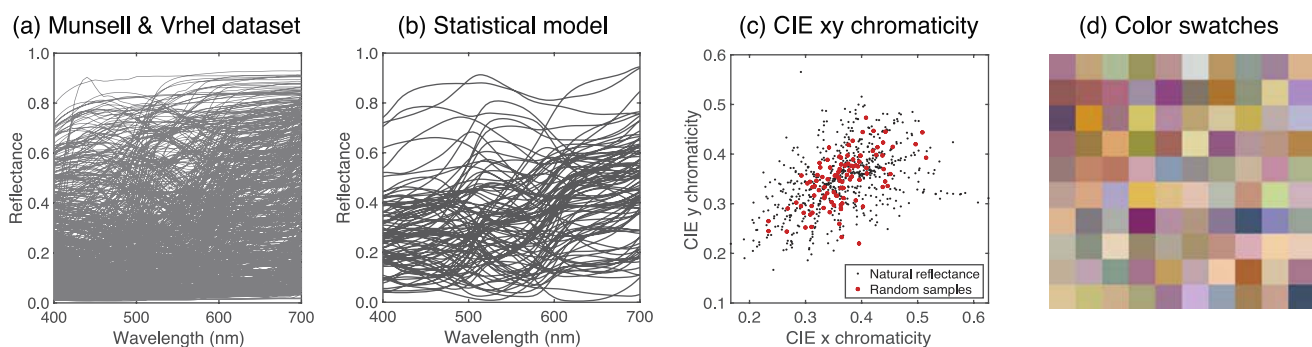 (a) Munsell & Vrhel dataset
(b) Statistical model
(c) CIE xy chromaticity
(d) Color swatches
Reflectance
1.0
0.8
0.6
0.4
0.2
0.0
400
500
600
700
Wavelength (nm)
Reflectance
1.0
0.8
0.6
0.4
0.2
0.0
400
500
600
700
Wavelength (nm)
CIE y chromaticity
0.6
0.5
0.4
0.3
0.2
0.1
Natural reflectance
Random samples
0.2
0.3
0.4
0.5
0.6
CIE x chromaticity